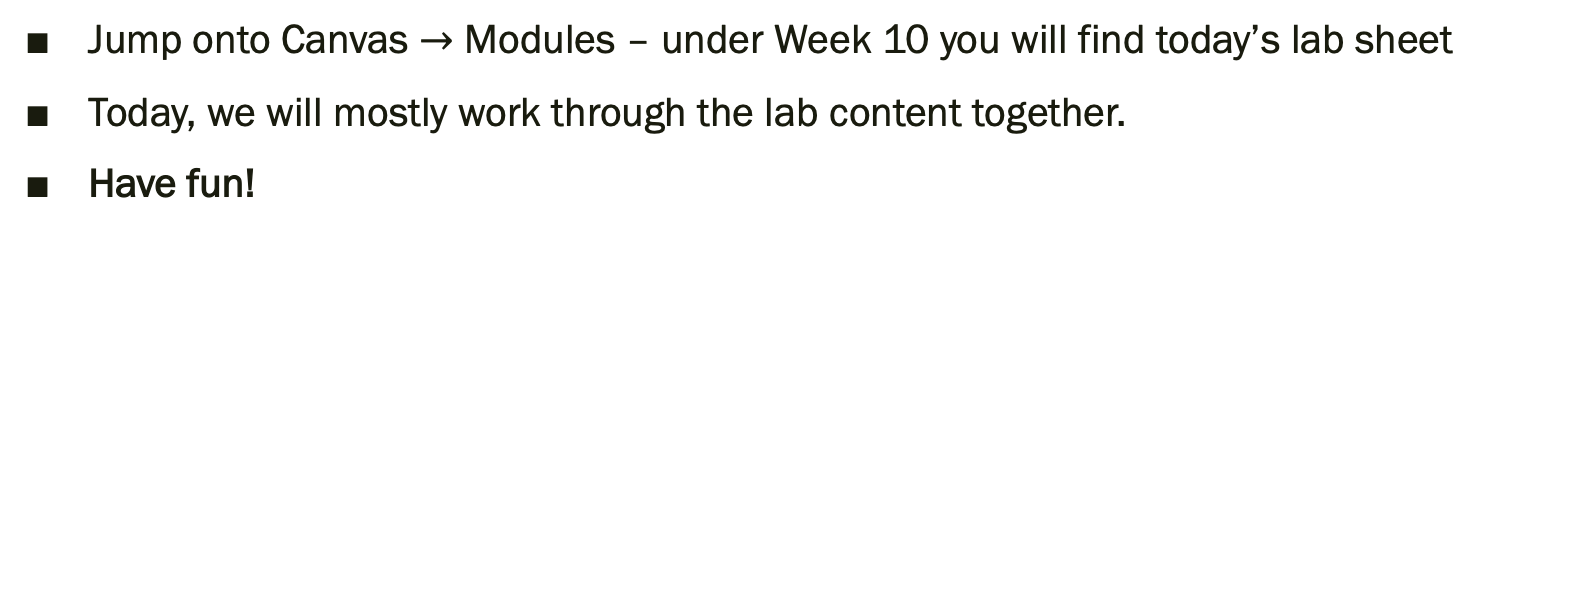 ■ Jump onto Canvas → Modules – under Week 10 you will find today’s lab sheet
■ Today, we will mostly work through the lab content together.
■ Have fun!